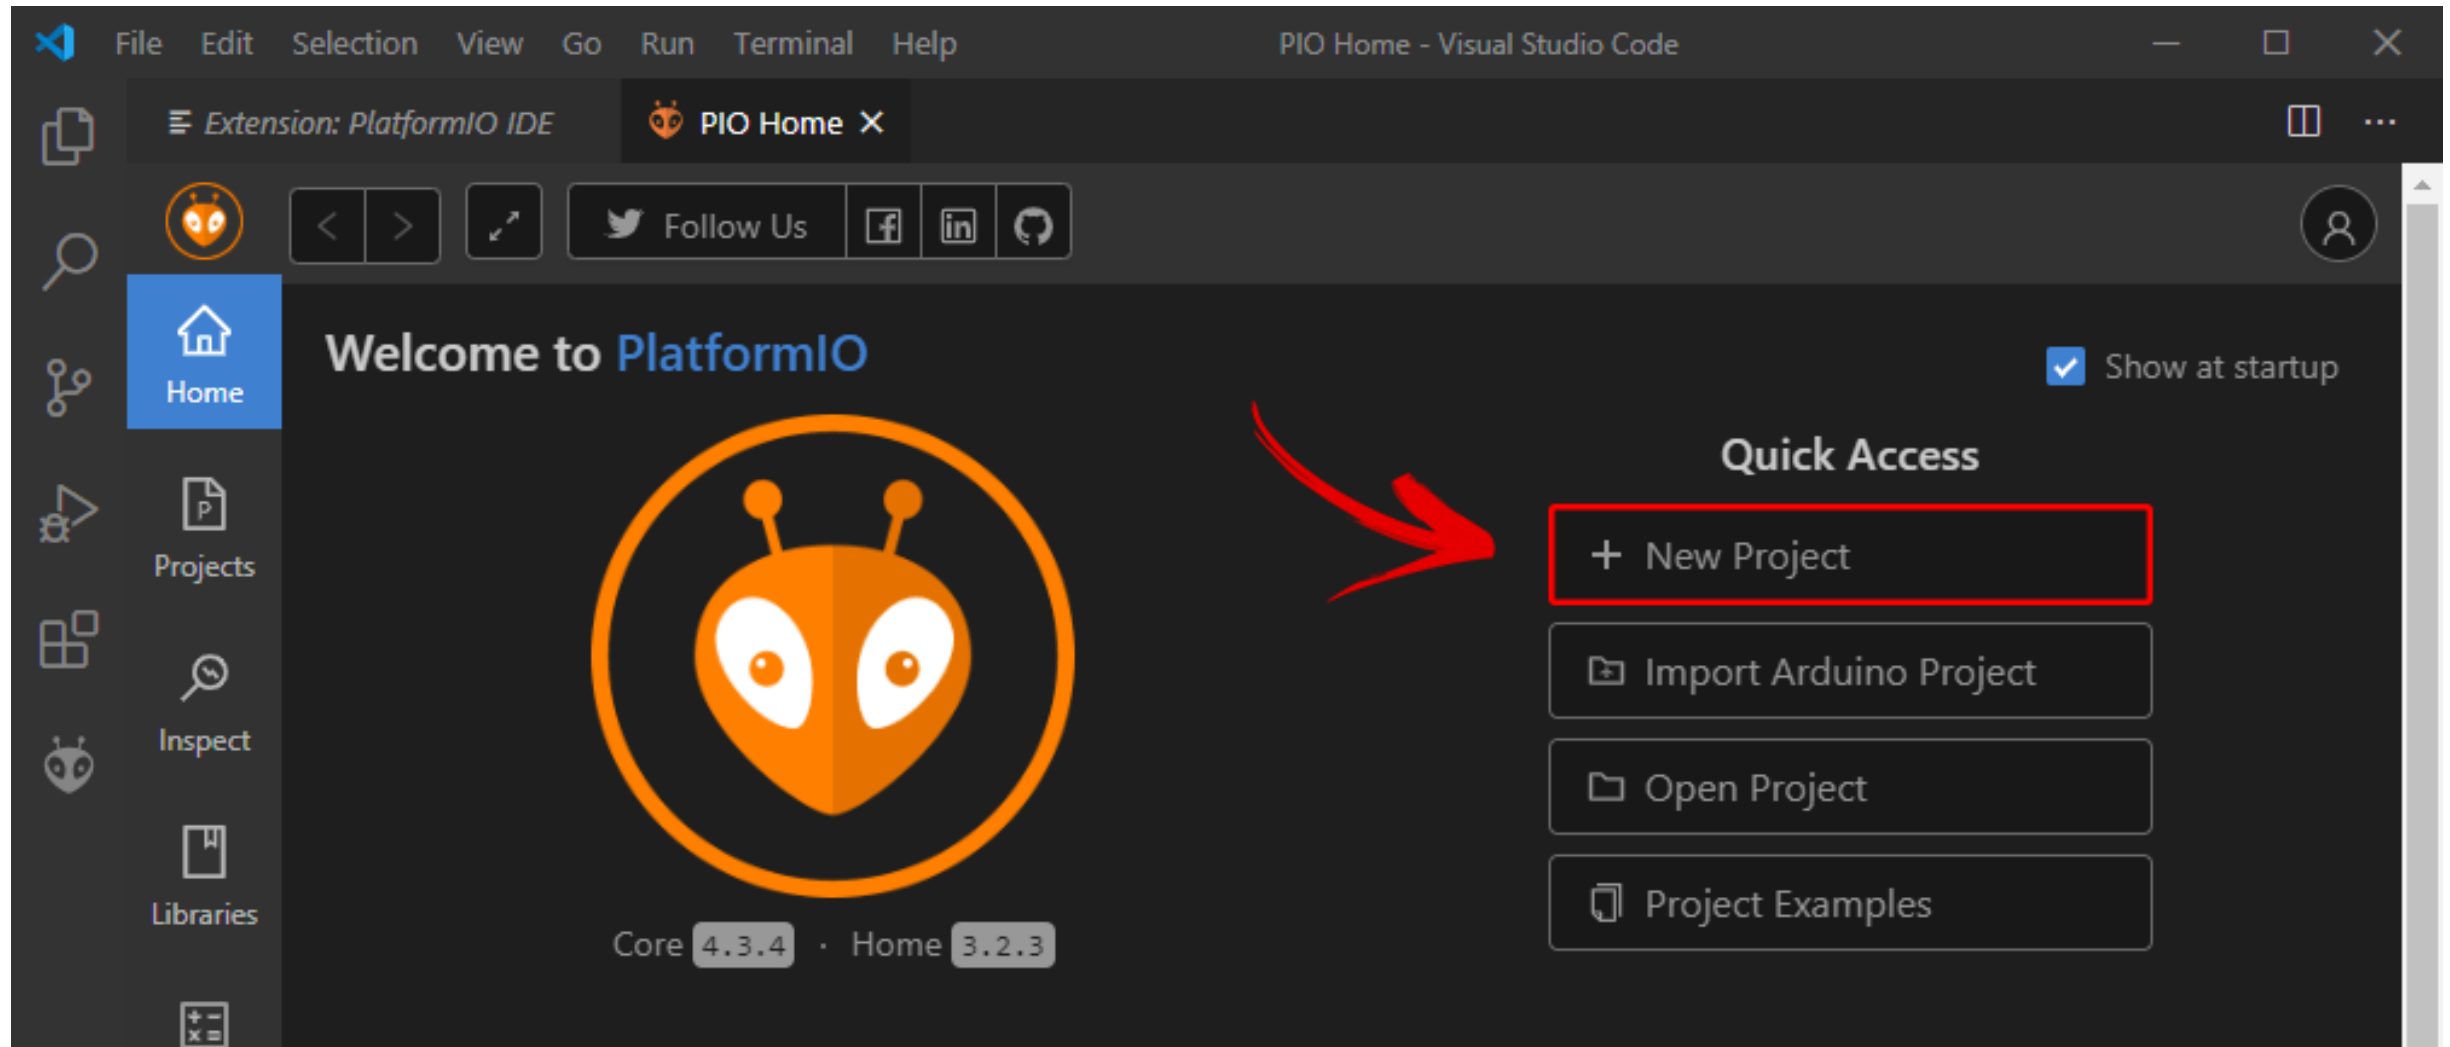 File Edit Selection View Go Run Terminal Help PIO Home - Visual Studio Code
Extension: PlatformIO IDE PIO Home
Follow Us
Home
Welcome to PlatformIO
Show at startup
Quick Access
New Project
Projects
Import Arduino Project
Inspect
Open Project
Libraries
Project Examples
Core 4.3.4 · Home 3.2.3